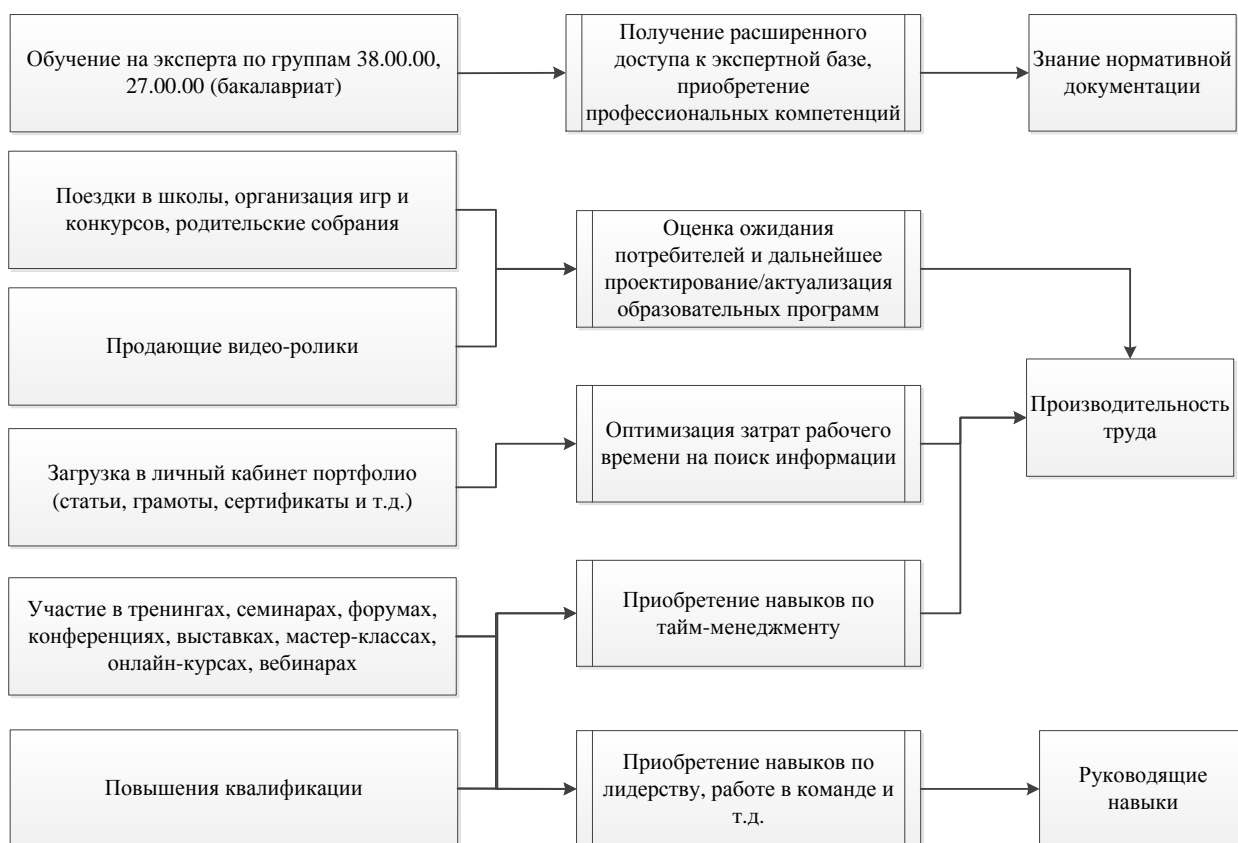 Обучение на эксперта по группам 38.00.00,
27.00.00 (бакалавриат)
Получение расширенного
доступа к экспертной базе,
приобретение
профессиональных компетенций
Знание нормативной
документации
Поездки в школы, организация игр и
конкурсов, родительские собрания
Оценка ожидания
потребителей и дальнейшее
проектирование/актуализация
образовательных программ
Продающие видео-ролики
Производительность
труда
Загрузка в личный кабинет портфолио
(статьи, грамоты, сертификаты и т.д.)
Оптимизация затрат рабочего
времени на поиск информации
Участие в тренингах, семинарах, форумах,
конференциях, выставках, мастер-классах,
онлайн-курсах, вебинарах
Приобретение навыков по
тайм-менеджменту
Повышения квалификации
Приобретение навыков по
лидерству, работе в команде и
т.д.
Руководящие
навыки